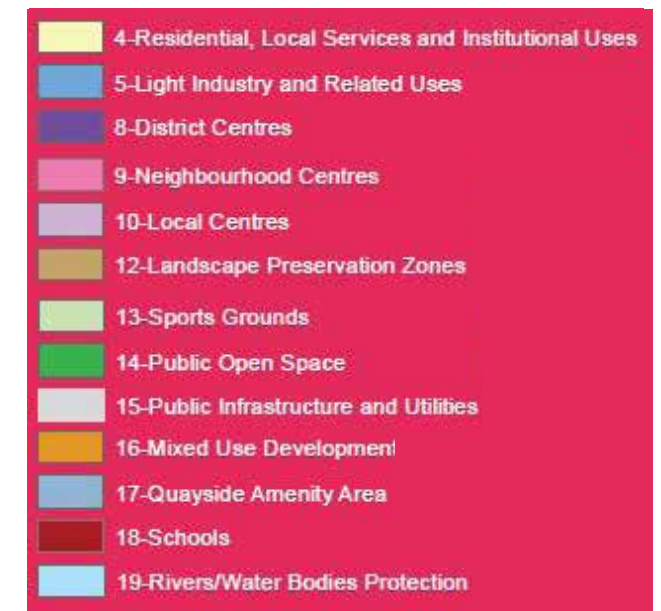 4-Residential, Local Services and Institutional Uses
5-Light Industry and Related Uses
8-District Centres
9-Neighbourhood Centres
10-Local Centres
12-Landscape Preservation Zones
13-Sports Grounds
14-Public Open Space
15-Public Infrastructure and Utilities
16-Mixed Use Development
17-Quayside Amenity Area
18-Schools
19-Rivers/Water Bodies Protection